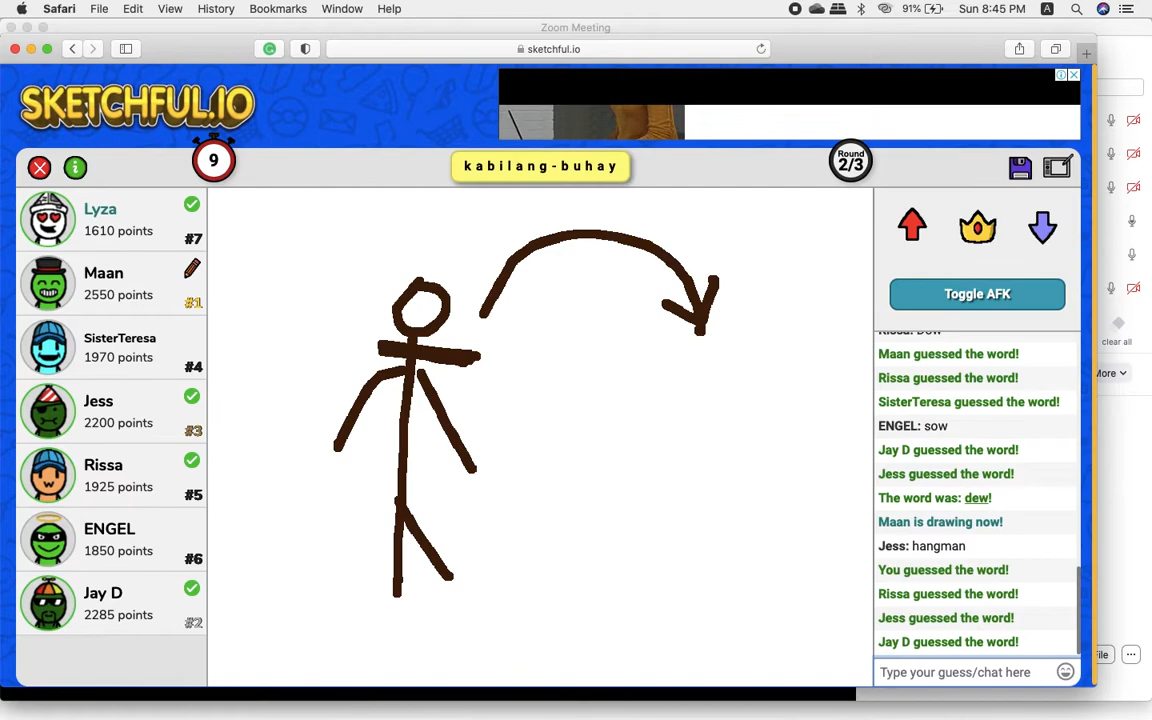 Safari File Edit View History Bookmarks Window Help 91% Sun 8:45 PM A
Zoom Meeting
sketchful.io
SKETCHFUL.IO
9
kabilang-buhay
Round
2/3
Lyza
1610 points
#7
Maan
2550 points
#1
SisterTeresa
1970 points
#4
Jess
2200 points
#3
Rissa
1925 points
#5
ENGEL
1850 points
#6
Jay D
2285 points
#2
Toggle AFK
Rissa: Dow
Maan guessed the word!
Rissa guessed the word!
SisterTeresa guessed the word!
ENGEL: sow
Jay D guessed the word!
Jess guessed the word!
The word was: dew!
Maan is drawing now!
Jess: hangman
You guessed the word!
Rissa guessed the word!
Jess guessed the word!
Jay D guessed the word!
Type your guess/chat here
clear all
More
File